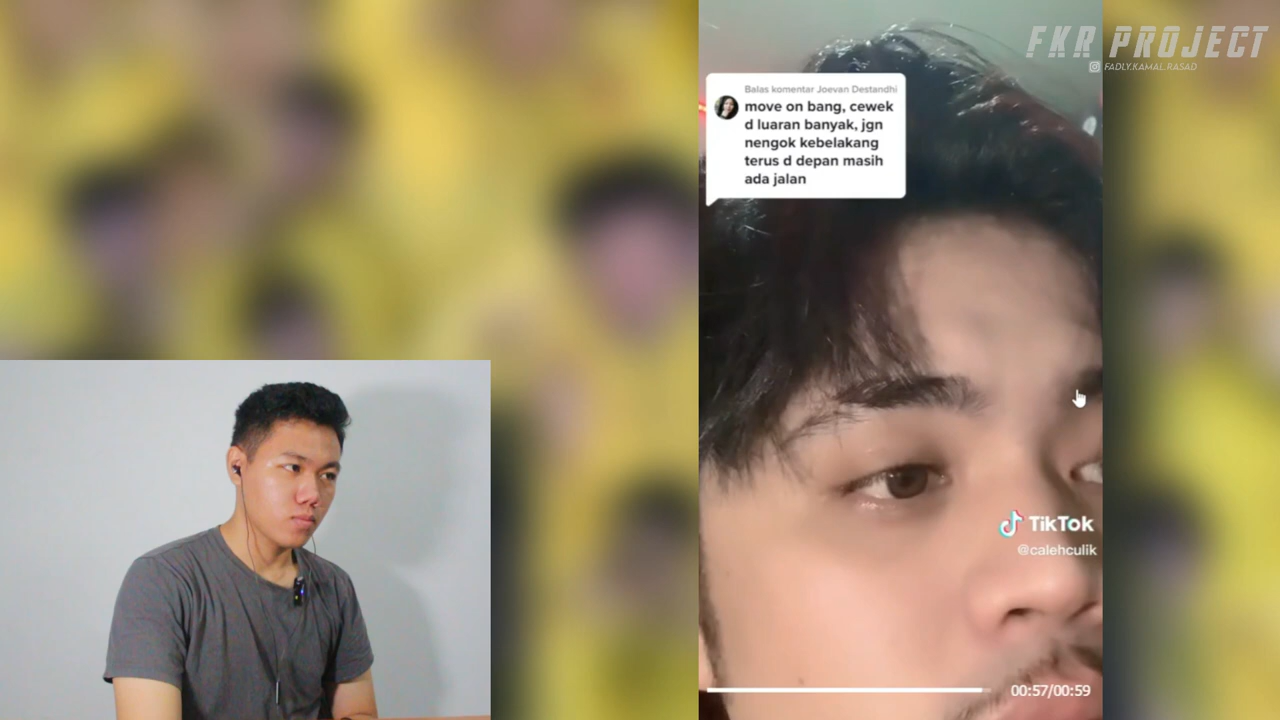 FKR PROJECT
FADLY.KAMAL.RASAD
Balas komentar Joevan Destandhi
move on bang, cewek
d luaran banyak, jgn
nengok kebelakang
terus d depan masih
ada jalan
TikTok
@calehculik
00:57/00:59